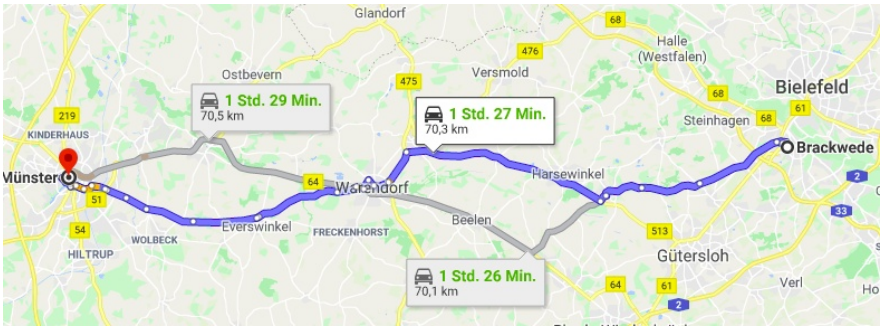 Glandorf
68
476
Halle
(Westfalen)
475
Versmold
Ostbevern
Bielefeld
1 Std. 29 Min.
70,5 km
1 Std. 27 Min.
70,3 km
68
61
219
Steinhagen
68
KINDERHAUS
Brackwede
Münster
64
Warendorf
Harsewinkel
2
51
Beelen
33
54
Everswinkel
FRECKENHORST
513
WOLBECK
HILTRUP
Gütersloh
1 Std. 26 Min.
70,1 km
64
61
Verl
2